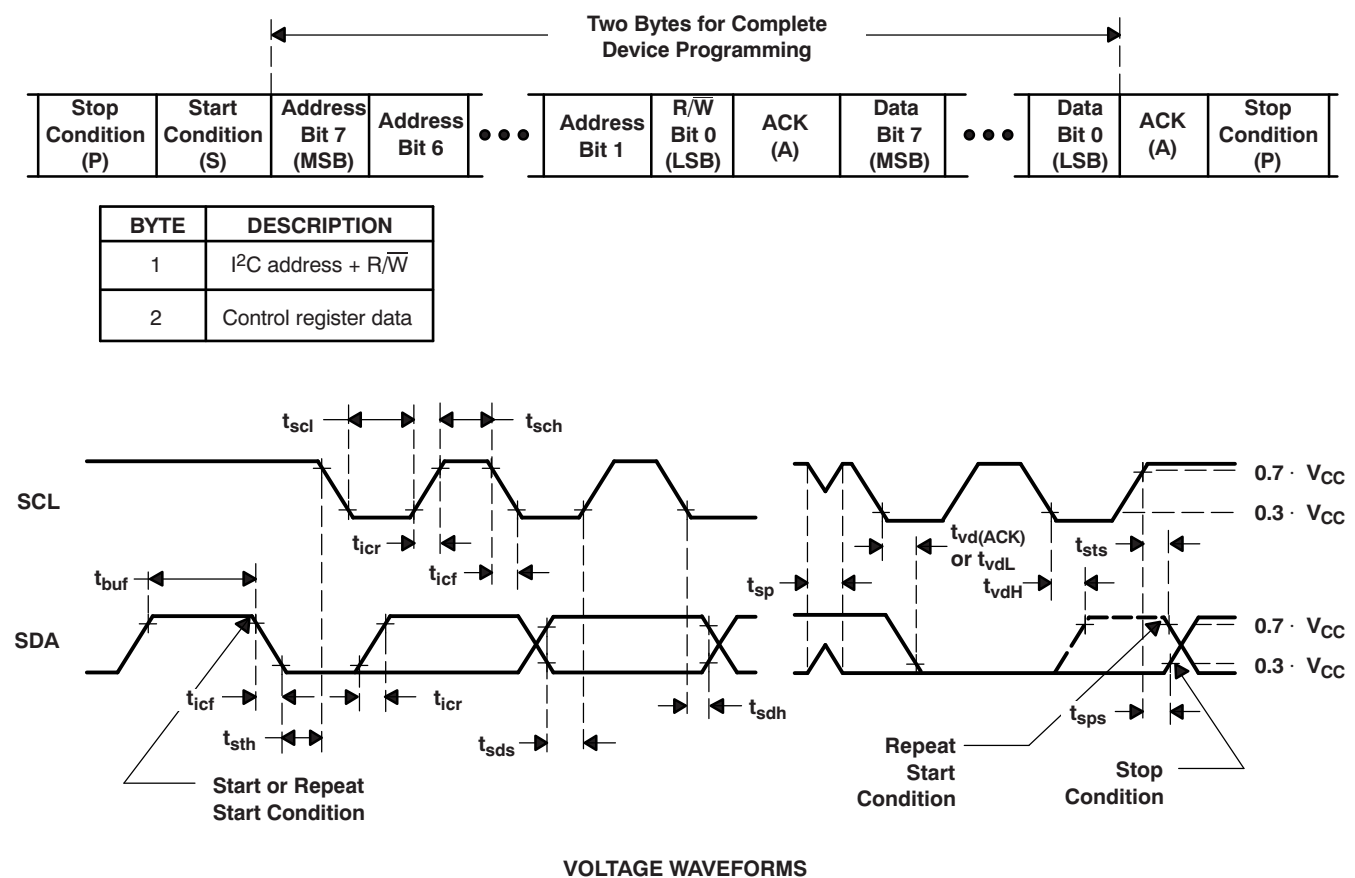 Two Bytes for Complete
Device Programming
Stop
Condition
(P)
Start
Condition
(S)
Address
Bit 7
(MSB)
Address
Bit 6
•••
Address
Bit 1
R/W̅
Bit 0
(LSB)
ACK
(A)
Data
Bit 7
(MSB)
•••
Data
Bit 0
(LSB)
ACK
(A)
Stop
Condition
(P)
BYTE DESCRIPTION
1 I²C address + R/W̅
2 Control register data
tscl
tsch
SCL
0.7 · VCC
0.3 · VCC
ticr
ticf
tbuf
tsp
tvd(ACK)
or tvdL
tsts
tvdH
SDA
0.7 · VCC
0.3 · VCC
ticf
ticr
tsth
tsds
tsdh
tsps
Start or Repeat
Start Condition
Repeat
Start
Condition
Stop
Condition
VOLTAGE WAVEFORMS